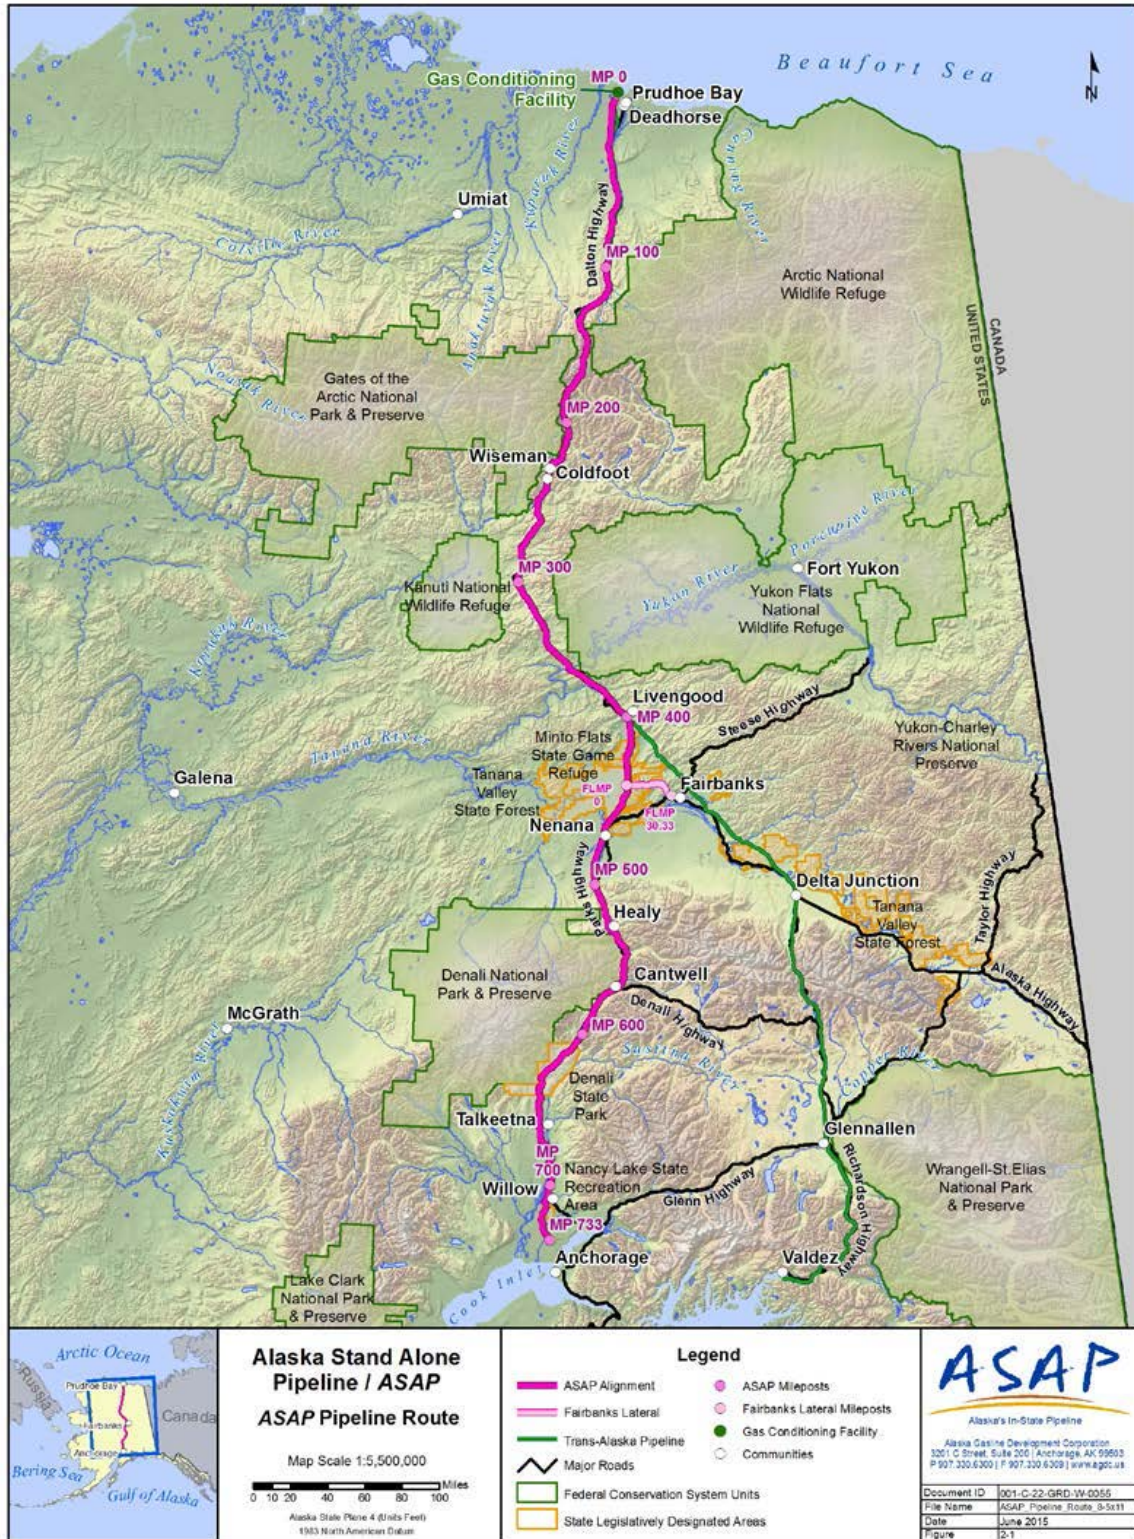 Beaufort Sea
N
MP 0
Gas Conditioning
Facility
Prudhoe Bay
Deadhorse
Canning River
Kuparuk River
Umiat
Colville River
Anaktuvuk River
Dalton Highway
MP 100
Arctic National
Wildlife Refuge
CANADA
UNITED STATES
Noatak River
Gates of the
Arctic National
Park & Preserve
MP 200
Wiseman
Coldfoot
Porcupine River
MP 300
Kanuti National
Wildlife Refuge
Fort Yukon
Yukon River
Yukon Flats
National
Wildlife Refuge
Koyukuk River
Livengood
MP 400
Steese Highway
Yukon-Charley
Rivers National
Preserve
Minto Flats
State Game
Refuge
Tanana River
Galena
Tanana
Valley
State Forest
FLMP
0
Fairbanks
FLMP
30.33
Nenana
Parks Highway
MP 500
Delta Junction
Taylor Highway
Healy
Tanana
Valley
State Forest
Denali National
Park & Preserve
Cantwell
Alaska Highway
McGrath
Denali Highway
MP 600
Susitna River
Copper River
Kuskokwim River
Denali
State
Park
Talkeetna
Glennallen
MP
700
Nancy Lake State
Recreation
Area
Willow
Glenn Highway
Richardson Highway
Wrangell-St.Elias
National Park
& Preserve
MP 733
Anchorage
Valdez
Cook Inlet
Lake Clark
National Park
& Preserve
Arctic Ocean
Russia
Prudhoe Bay
Canada
Fairbanks
Anchorage
Bering Sea
Gulf of Alaska
Alaska Stand Alone
Pipeline / ASAP
ASAP Pipeline Route
Map Scale 1:5,500,000
Miles
0 10 20 40 60 80 100
Alaska State Plane 4 (Units Feet)
1983 North American Datum
Legend
ASAP Alignment
Fairbanks Lateral
Trans-Alaska Pipeline
Major Roads
Federal Conservation System Units
State Legislatively Designated Areas
ASAP Mileposts
Fairbanks Lateral Mileposts
Gas Conditioning Facility
Communities
ASAP
Alaska's In-State Pipeline
Alaska Gasline Development Corporation
3201 C Street, Suite 200 | Anchorage, AK 99503
P 907.330.6300 | F 907.330.6309 | www.agdc.us
Document ID 001-C-22-GRD-W-0055
File Name ASAP_Pipeline_Route_8-5x11
Date June 2015
Figure 2-1